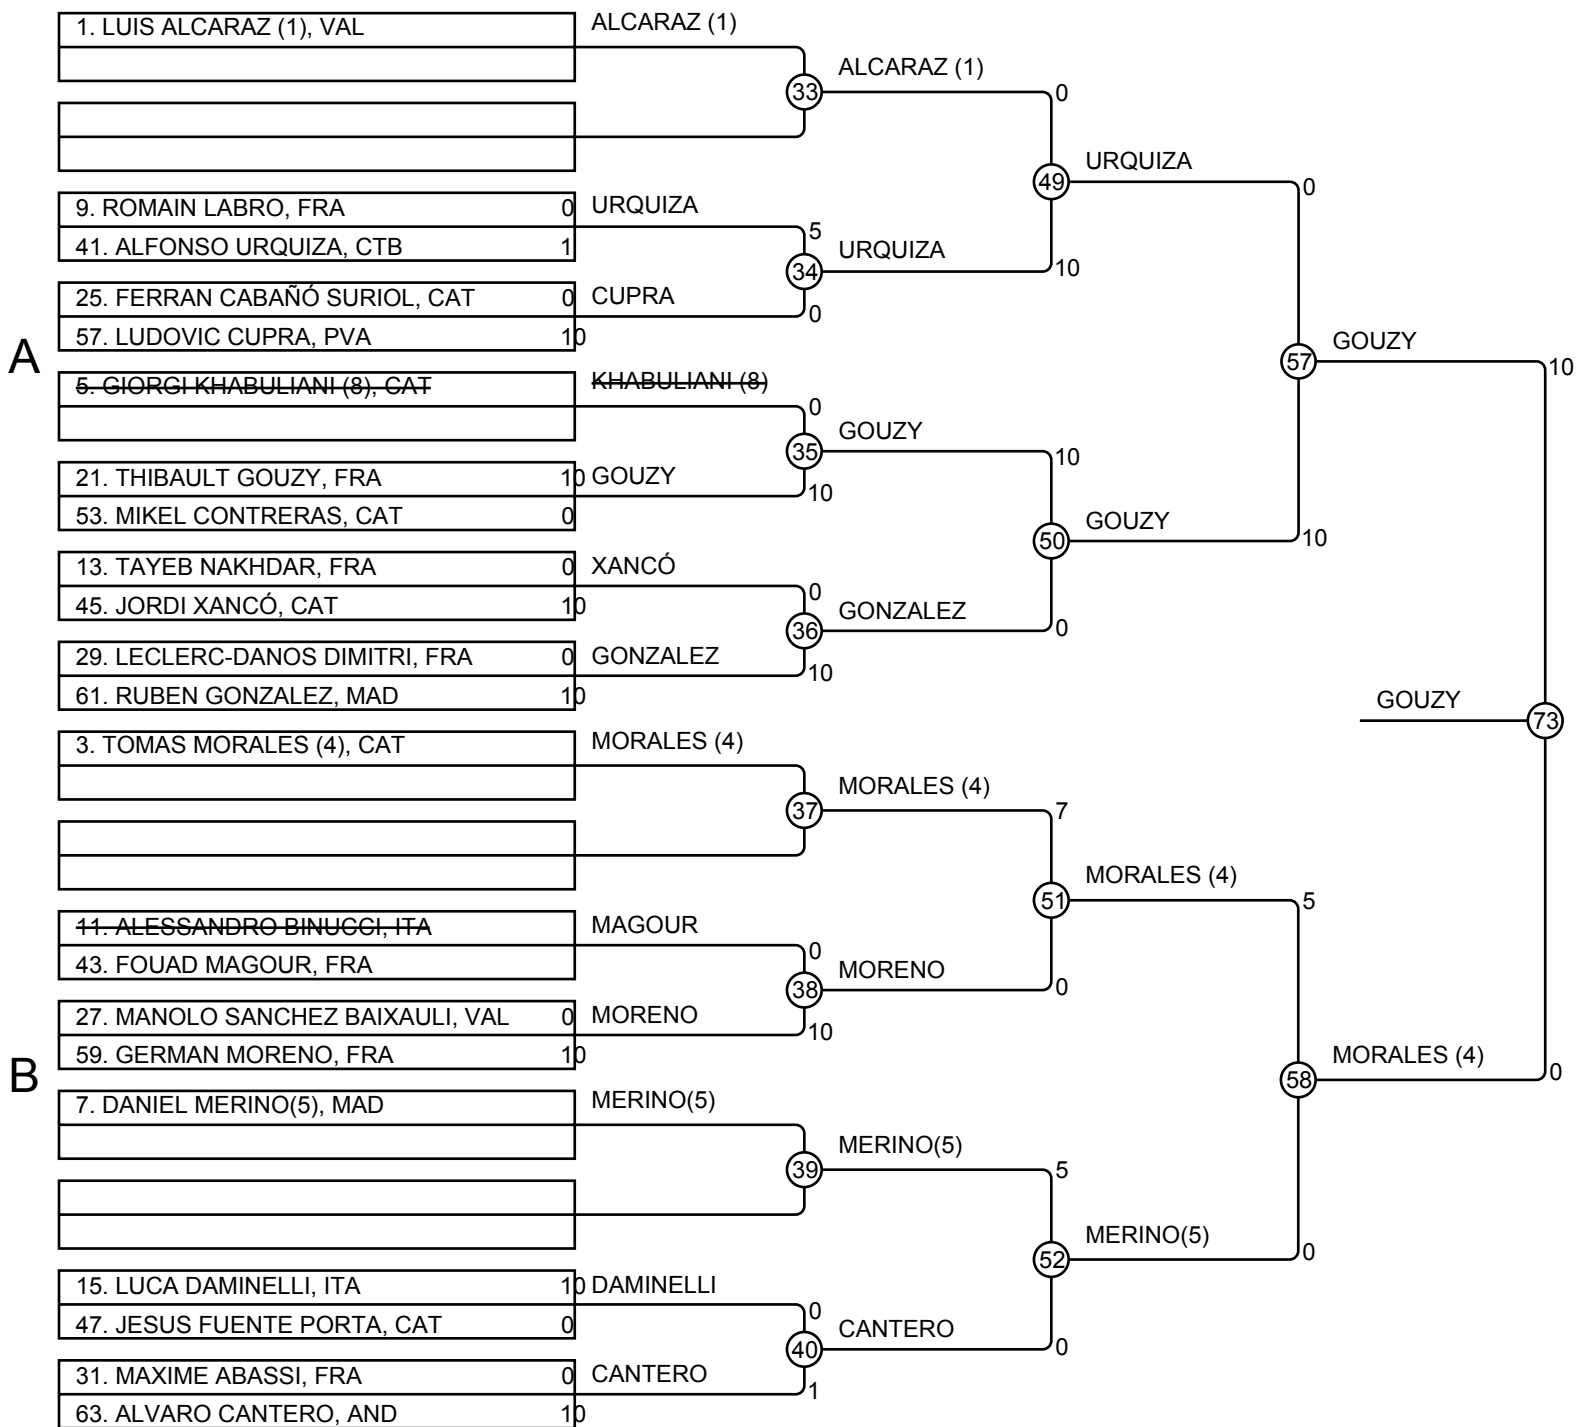 1. LUIS ALCARAZ (1), VAL
ALCARAZ (1)
33
ALCARAZ (1)
0
9. ROMAIN LABRO, FRA 0
41. ALFONSO URQUIZA, CTB 1
URQUIZA
5
34
URQUIZA
10
49
URQUIZA
0
25. FERRAN CABAÑÓ SURIOL, CAT 0
57. LUDOVIC CUPRA, PVA 10
CUPRA
0
A
5. GIORGI KHABULIANI (8), CAT
KHABULIANI (8)
0
35
GOUZY
10
57
GOUZY
10
21. THIBAULT GOUZY, FRA 10
53. MIKEL CONTRERAS, CAT 0
GOUZY
10
50
GOUZY
10
13. TAYEB NAKHDAR, FRA 0
45. JORDI XANCÓ, CAT 10
XANCÓ
0
36
GONZALEZ
0
29. LECLERC-DANOS DIMITRI, FRA 0
61. RUBEN GONZALEZ, MAD 10
GONZALEZ
10
GOUZY
73
3. TOMAS MORALES (4), CAT
MORALES (4)
37
MORALES (4)
7
51
MORALES (4)
5
11. ALESSANDRO BINUCCI, ITA
43. FOUAD MAGOUR, FRA
MAGOUR
0
38
MORENO
0
27. MANOLO SANCHEZ BAIXAULI, VAL 0
59. GERMAN MORENO, FRA 10
MORENO
10
B
58
MORALES (4)
0
7. DANIEL MERINO(5), MAD
MERINO(5)
39
MERINO(5)
5
52
MERINO(5)
0
15. LUCA DAMINELLI, ITA 10
47. JESUS FUENTE PORTA, CAT 0
DAMINELLI
0
40
CANTERO
0
31. MAXIME ABASSI, FRA 0
63. ALVARO CANTERO, AND 10
CANTERO
1